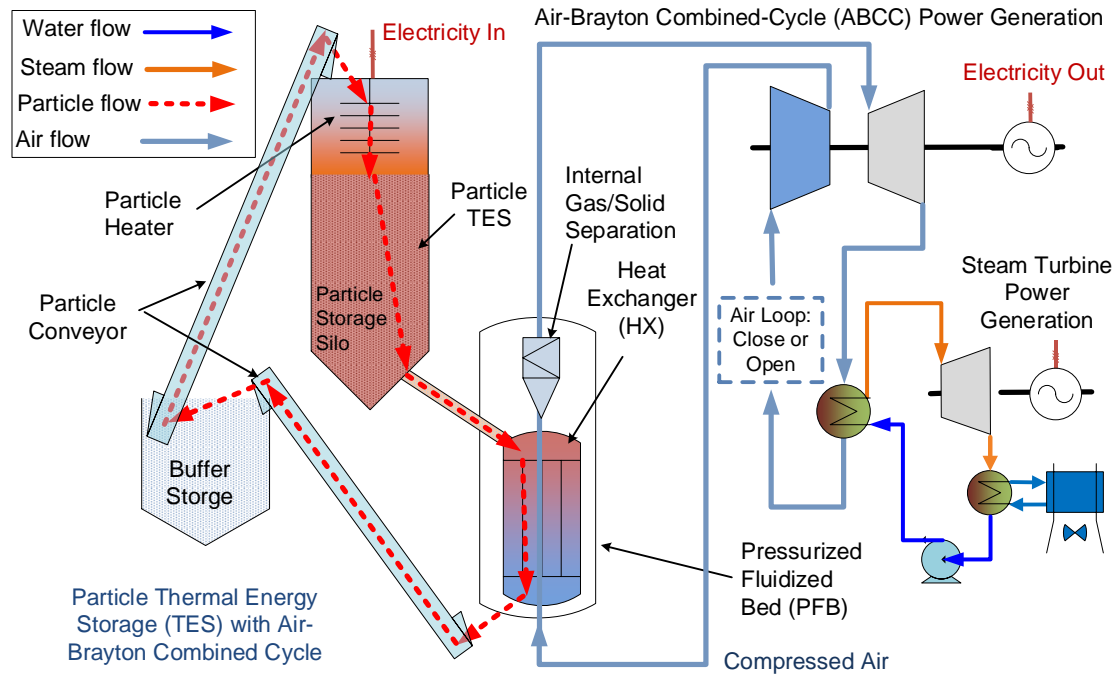 Air-Brayton Combined-Cycle (ABCC) Power Generation
Water flow
Steam flow
Particle flow
Air flow
Electricity In
Electricity Out
Particle
Heater
Particle
TES
Internal
Gas/Solid
Separation
Heat
Exchanger
(HX)
Particle
Conveyor
Particle
Storage
Silo
Air Loop:
Close or
Open
Steam Turbine
Power
Generation
Buffer
Storge
Pressurized
Fluidized
Bed (PFB)
Particle Thermal Energy
Storage (TES) with Air-
Brayton Combined Cycle
Compressed Air